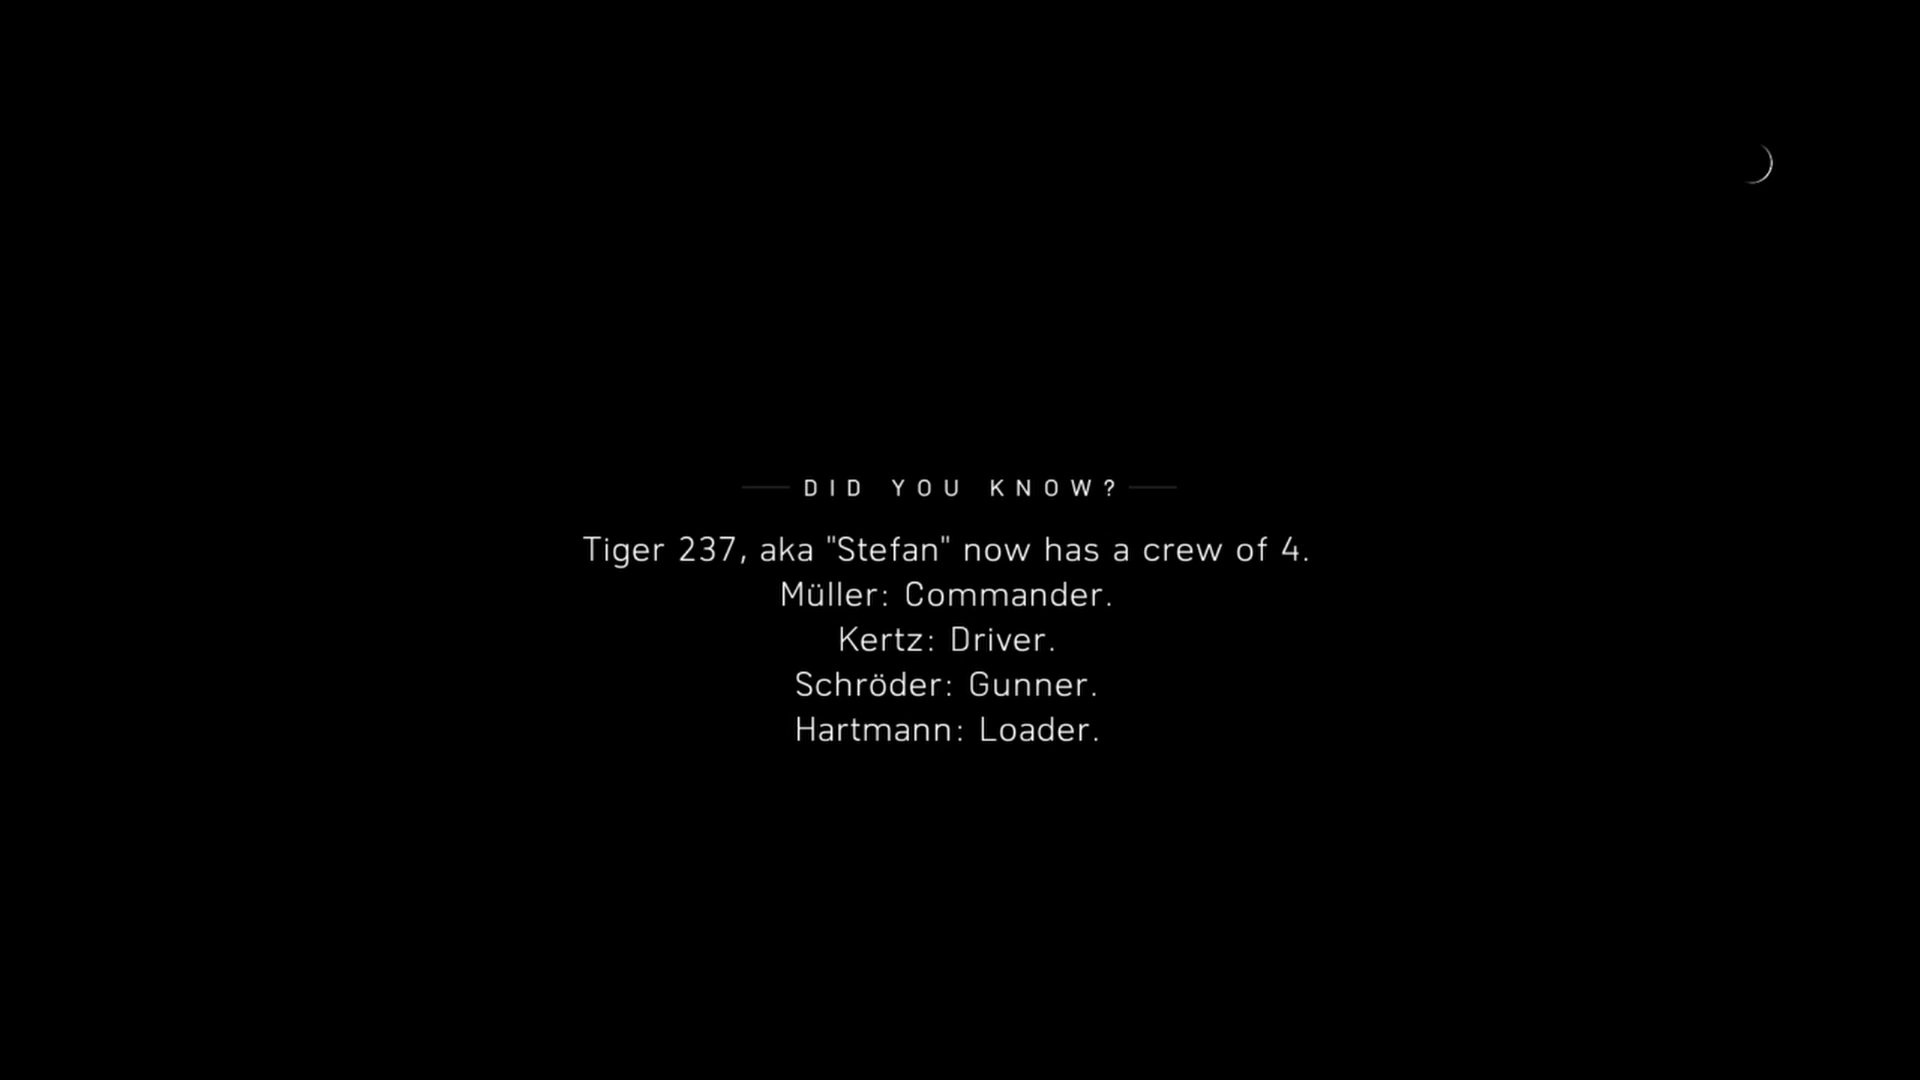 DID YOU KNOW?
Tiger 237, aka "Stefan" now has a crew of 4.
Müller: Commander.
Kertz: Driver.
Schröder: Gunner.
Hartmann: Loader.